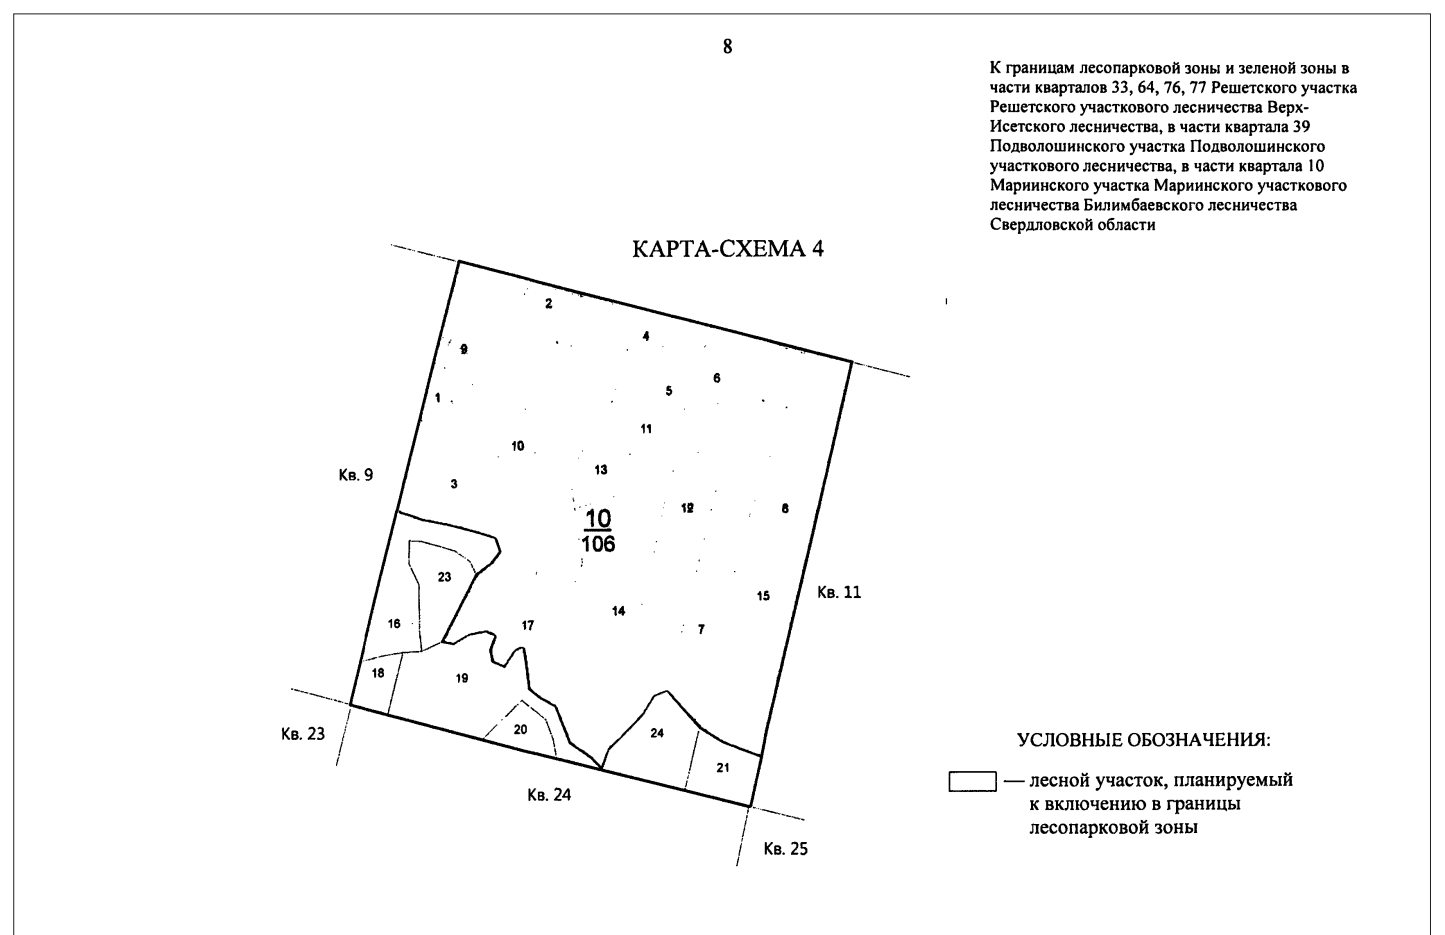 8
К границам лесопарковой зоны и зеленой зоны в
части кварталов 33, 64, 76, 77 Решетского участка
Решетского участкового лесничества Верх-
Исетского лесничества, в части квартала 39
Подволошинского участка Подволошинского
участкового лесничества, в части квартала 10
Мариинского участка Мариинского участкового
лесничества Билимбаевского лесничества
Свердловской области
КАРТА-СХЕМА 4
2
4
9
6
5
1
11
10
13
Кв. 9
3
8
10
106
23
15
Кв. 11
14
16
17
7
18
19
20
24
Кв. 23
21
Кв. 24
Кв. 25
УСЛОВНЫЕ ОБОЗНАЧЕНИЯ:
— лесной участок, планируемый
к включению в границы
лесопарковой зоны